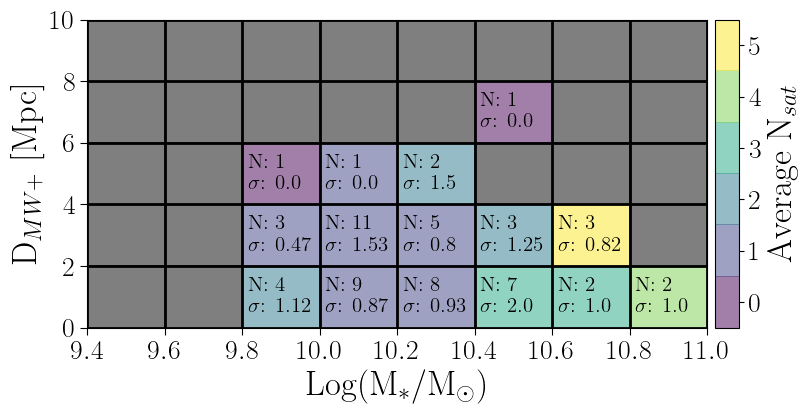 10
8
6
4
2
0
D_{MW+} [Mpc]
N: 1
σ: 0.0
N: 1
σ: 0.0
N: 1
σ: 0.0
N: 2
σ: 1.5
N: 3
σ: 0.47
N: 11
σ: 1.53
N: 5
σ: 0.8
N: 3
σ: 1.25
N: 3
σ: 0.82
N: 4
σ: 1.12
N: 9
σ: 0.87
N: 8
σ: 0.93
N: 7
σ: 2.0
N: 2
σ: 1.0
N: 2
σ: 1.0
9.4 9.6 9.8 10.0 10.2 10.4 10.6 10.8 11.0
Log(M_*/M_⊙)
5
4
3
2
1
0
Average N_{sat}